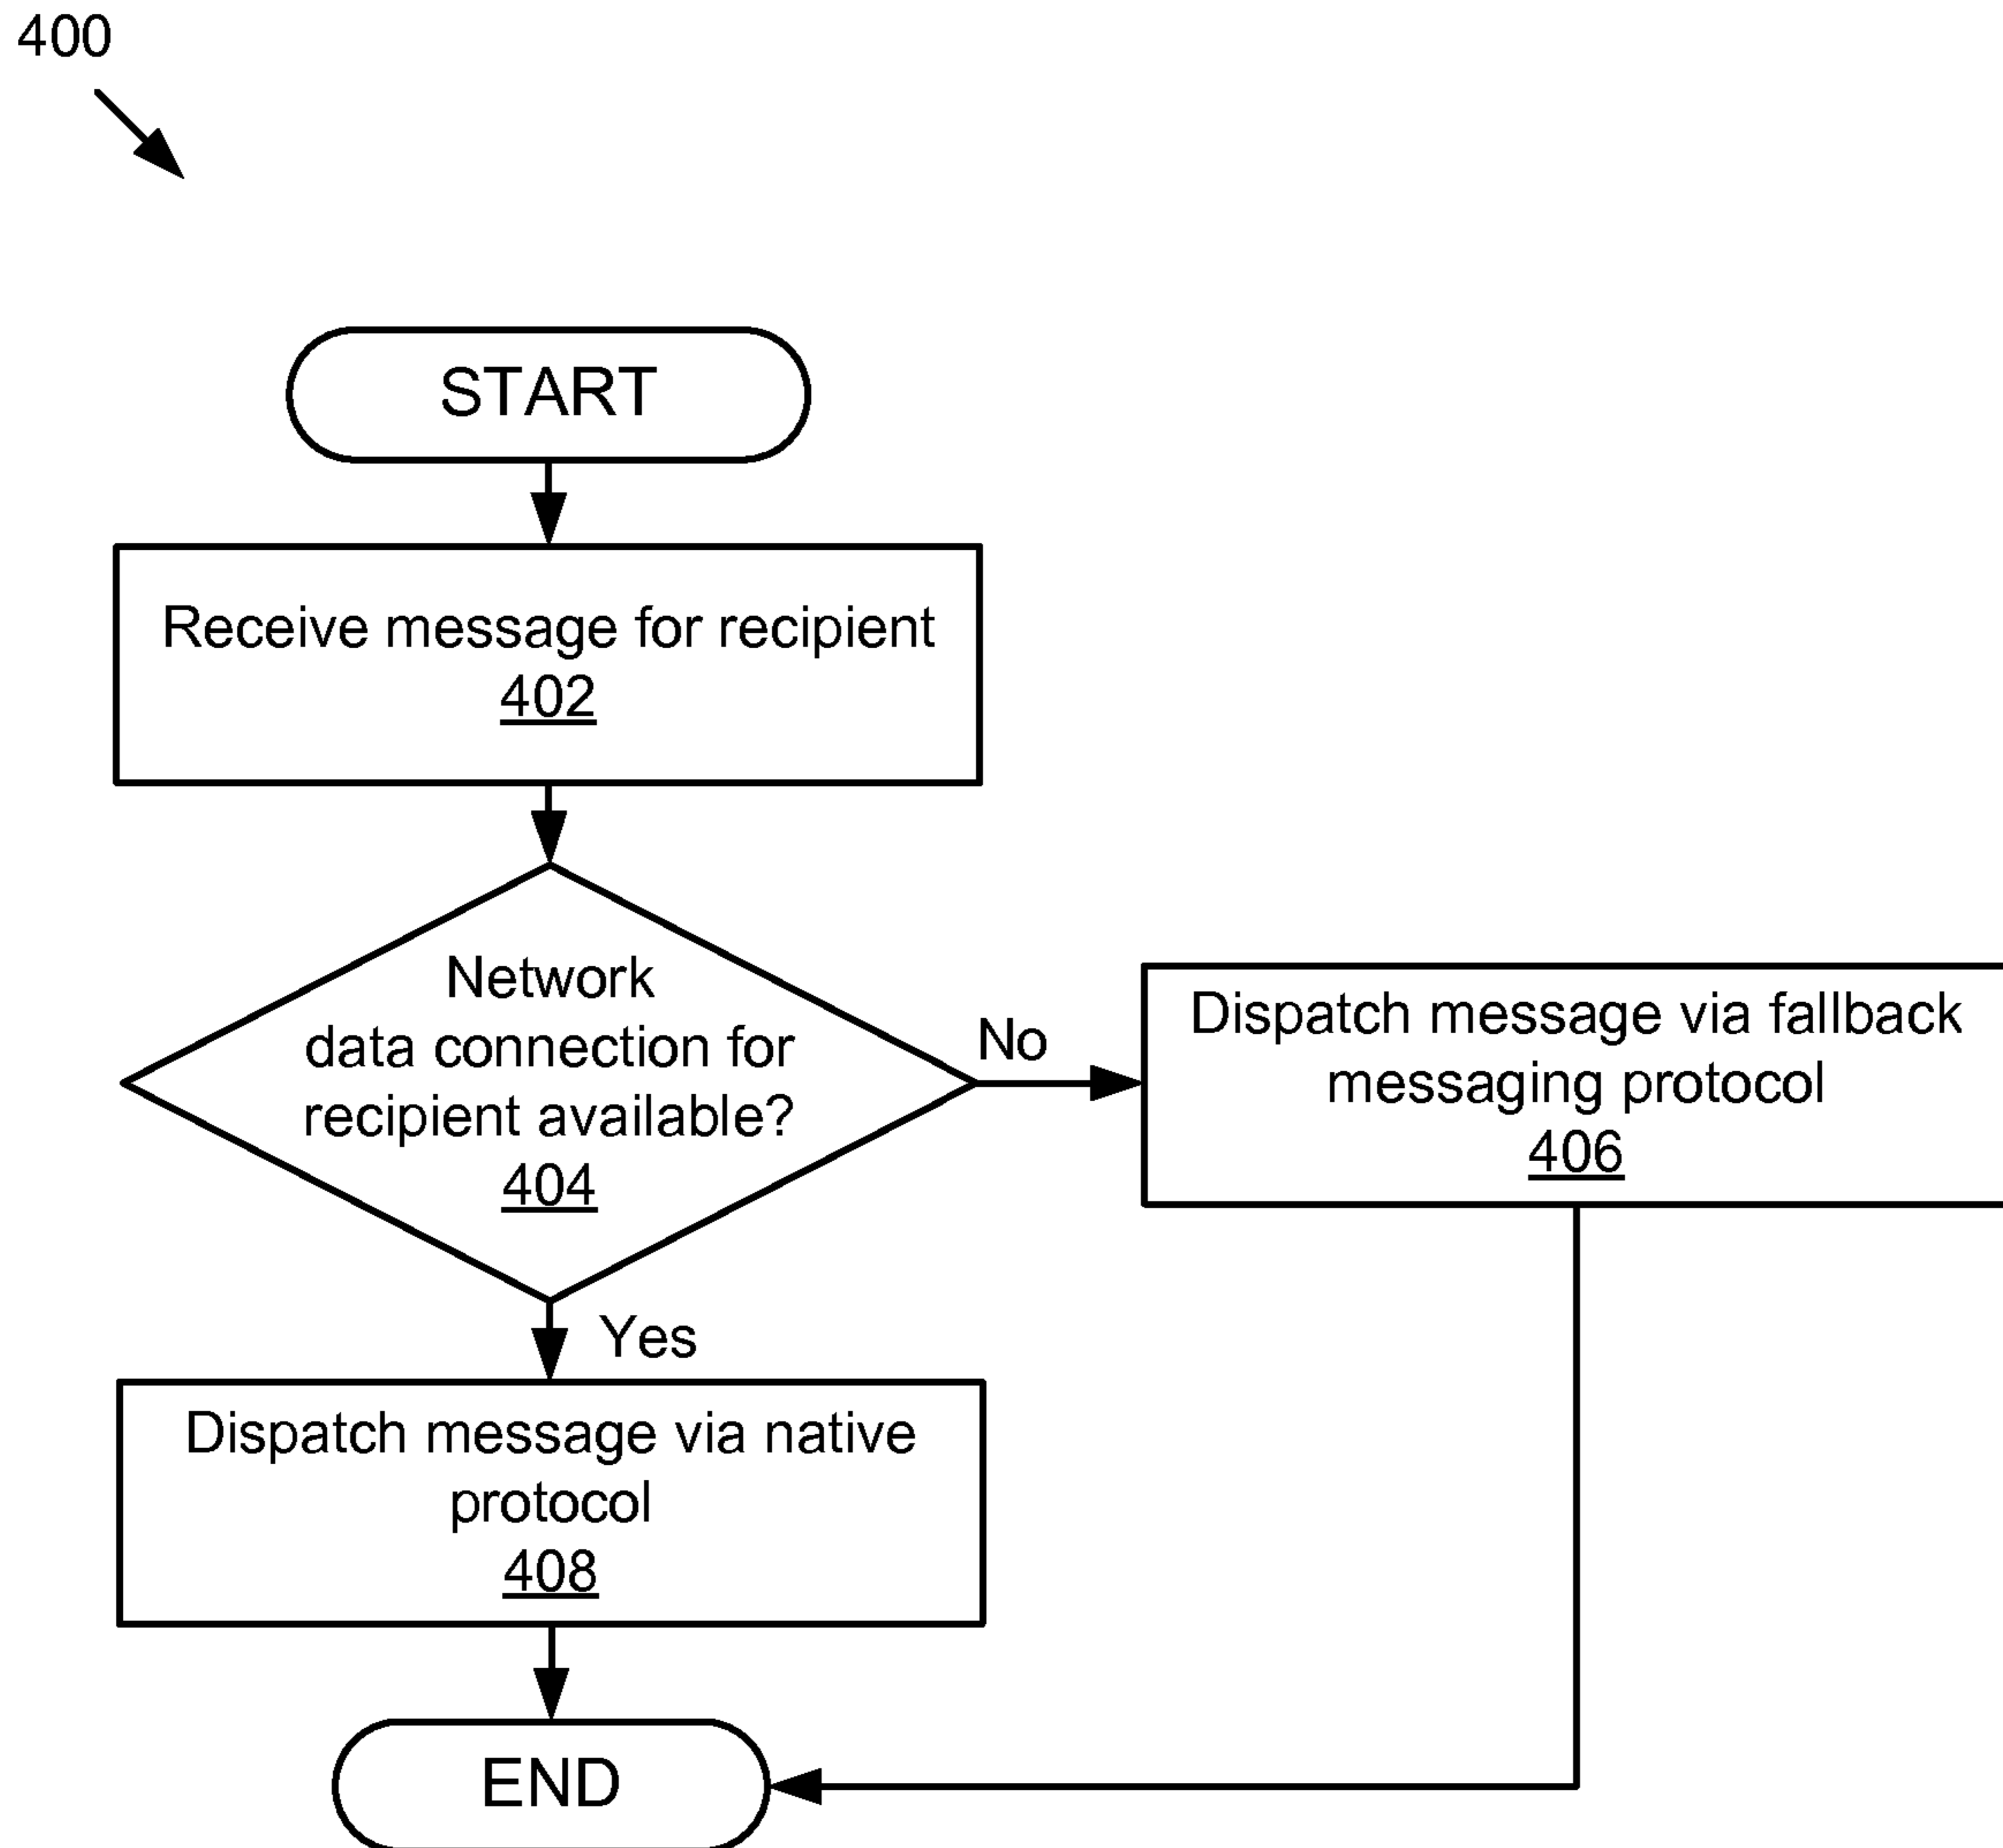 400
START
Receive message for recipient
402
Network
data connection for
recipient available?
404
No
Dispatch message via fallback
messaging protocol
406
Yes
Dispatch message via native
protocol
408
END